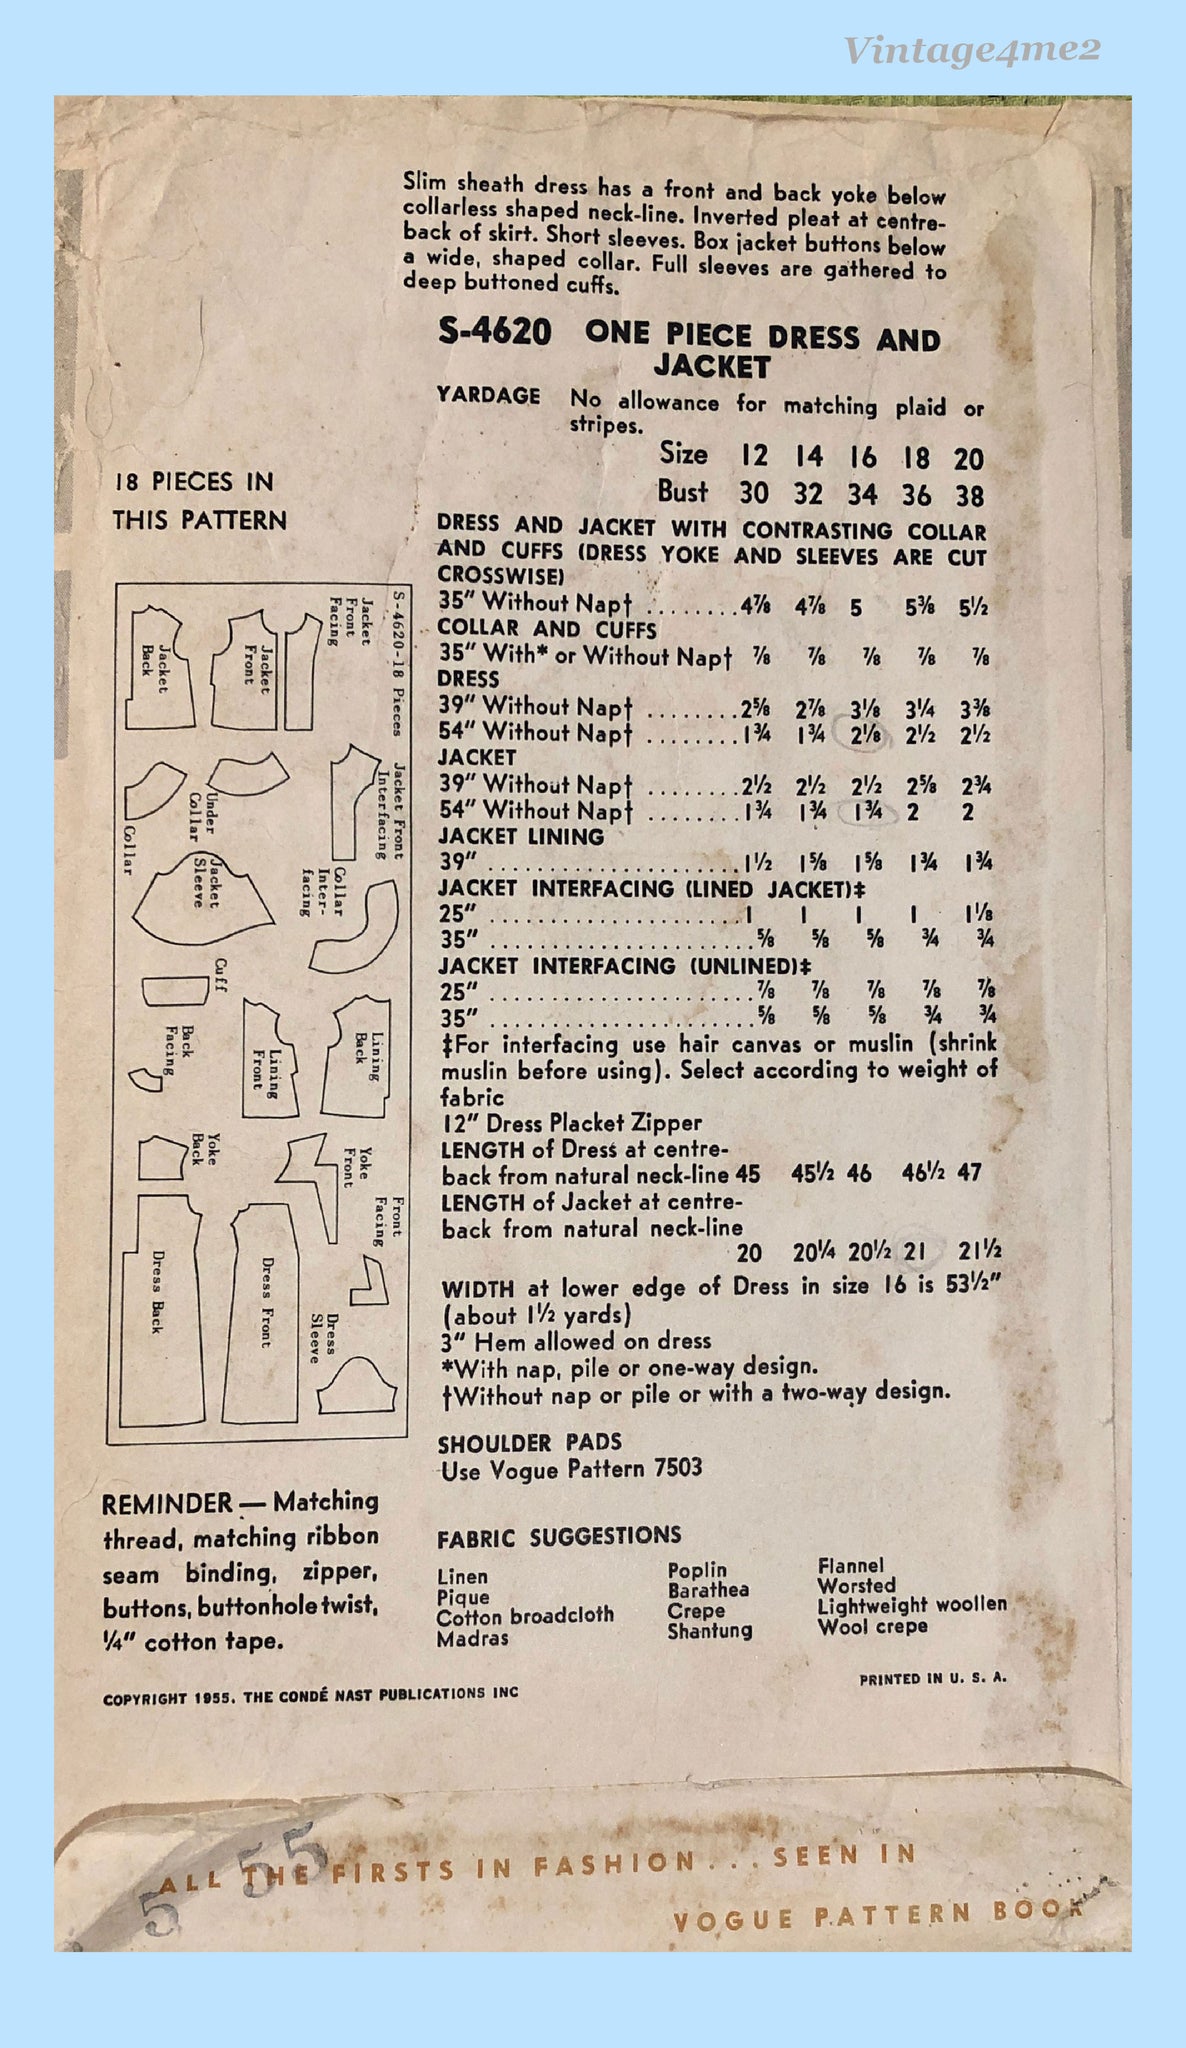 Vintage4me2
Slim sheath dress has a front and back yoke below
collarless shaped neck-line. Inverted pleat at centre-
back of skirt. Short sleeves. Box jacket buttons below
a wide, shaped collar. Full sleeves are gathered to
deep buttoned cuffs.
S-4620 ONE PIECE DRESS AND
JACKET
YARDAGE No allowance for matching plaid or
stripes.
Size 12 14 16 18 20
Bust 30 32 34 36 38
18 PIECES IN
THIS PATTERN
DRESS AND JACKET WITH CONTRASTING COLLAR
AND CUFFS (DRESS YOKE AND SLEEVES ARE CUT
CROSSWISE)
35" Without Nap† ........4⅞ 4⅞ 5 5⅜ 5½
COLLAR AND CUFFS
35" With* or Without Nap† ⅞ ⅞ ⅞ ⅞ ⅞
DRESS
39" Without Nap† ........2⅝ 2⅞ 3⅛ 3¼ 3⅜
54" Without Nap† ........1¾ 1¾ 2⅛ 2½ 2½
JACKET
39" Without Nap† ........2½ 2½ 2½ 2⅝ 2¾
54" Without Nap† ........1¾ 1¾ 1¾ 2 2
JACKET LINING
39" ......................1½ 1⅝ 1⅝ 1¾ 1¾
JACKET INTERFACING (LINED JACKET)‡
25" ......................1 1 1 1 1⅛
35" ......................⅝ ⅝ ⅝ ¾ ¾
JACKET INTERFACING (UNLINED)‡
25" ......................⅞ ⅞ ⅞ ⅞ ⅞
35" ......................⅝ ⅝ ⅝ ¾ ¾
‡For interfacing use hair canvas or muslin (shrink
muslin before using). Select according to weight of
fabric
12" Dress Placket Zipper
LENGTH of Dress at centre-
back from natural neck-line 45 45½ 46 46½ 47
LENGTH of Jacket at centre-
back from natural neck-line
20 20¼ 20½ 21 21½
WIDTH at lower edge of Dress in size 16 is 53½"
(about 1½ yards)
3" Hem allowed on dress
*With nap, pile or one-way design.
†Without nap or pile or with a two-way design.
SHOULDER PADS
Use Vogue Pattern 7503
S-4620-18 Pieces
Jacket
Front
Facing
Jacket
Front
Jacket
Back
Jacket Front
Interfacing
Under
Collar
Collar
Collar
Inter-
facing
Jacket
Sleeve
Cuff
Lining
Back
Lining
Front
Back
Facing
Yoke
Front
Yoke
Back
Front
Facing
Dress
Sleeve
Dress Front
Dress Back
REMINDER — Matching
thread, matching ribbon
seam binding, zipper,
buttons, buttonhole twist,
¼" cotton tape.
FABRIC SUGGESTIONS
Linen
Pique
Cotton broadcloth
Madras
Poplin
Barathea
Crepe
Shantung
Flannel
Worsted
Lightweight woollen
Wool crepe
COPYRIGHT 1955, THE CONDÉ NAST PUBLICATIONS INC
PRINTED IN U. S. A.
5 55
ALL THE FIRSTS IN FASHION... SEEN IN
VOGUE PATTERN BOOK